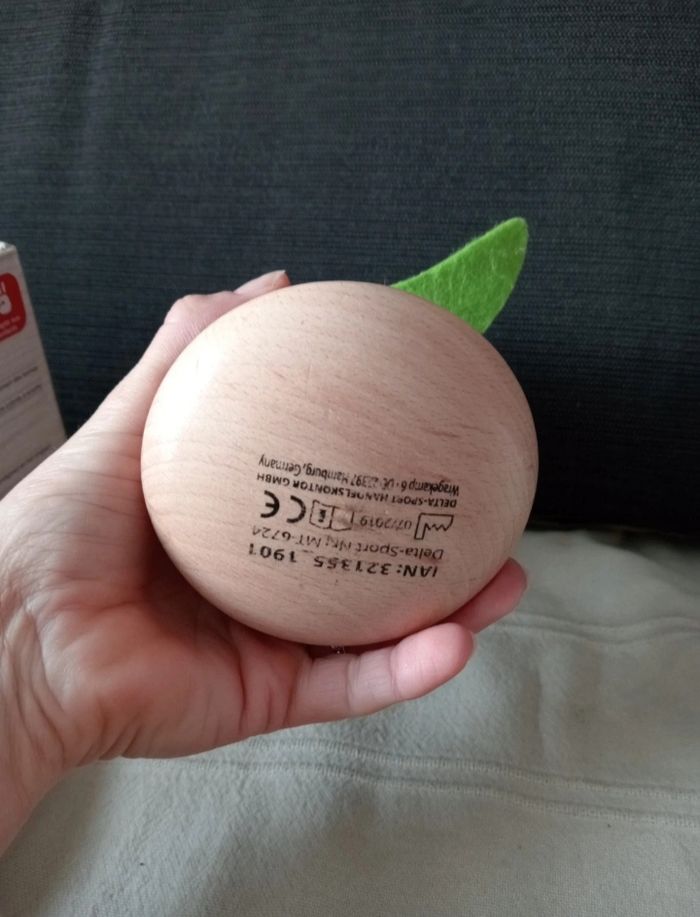 IAN: 321355_1901
Delta-Sport Nr.: MT-6724
07/2019 CE
DELTA-SPORT HANDELSKONTOR GMBH
Wragekamp 6 · DE-22397 Hamburg, Germany